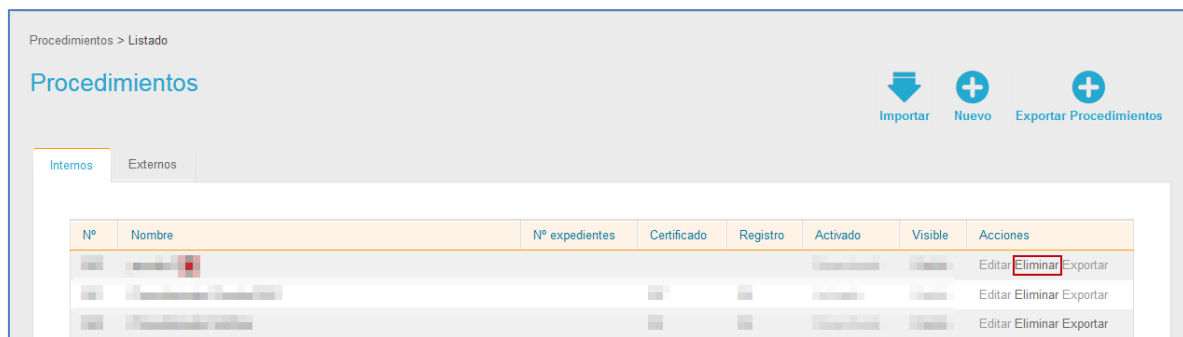 Procedimientos > Listado
Procedimientos
Importar Nuevo Exportar Procedimientos
Internos Externos
Nº Nombre Nº expedientes Certificado Registro Activado Visible Acciones
Editar Eliminar Exportar
Editar Eliminar Exportar
Editar Eliminar Exportar